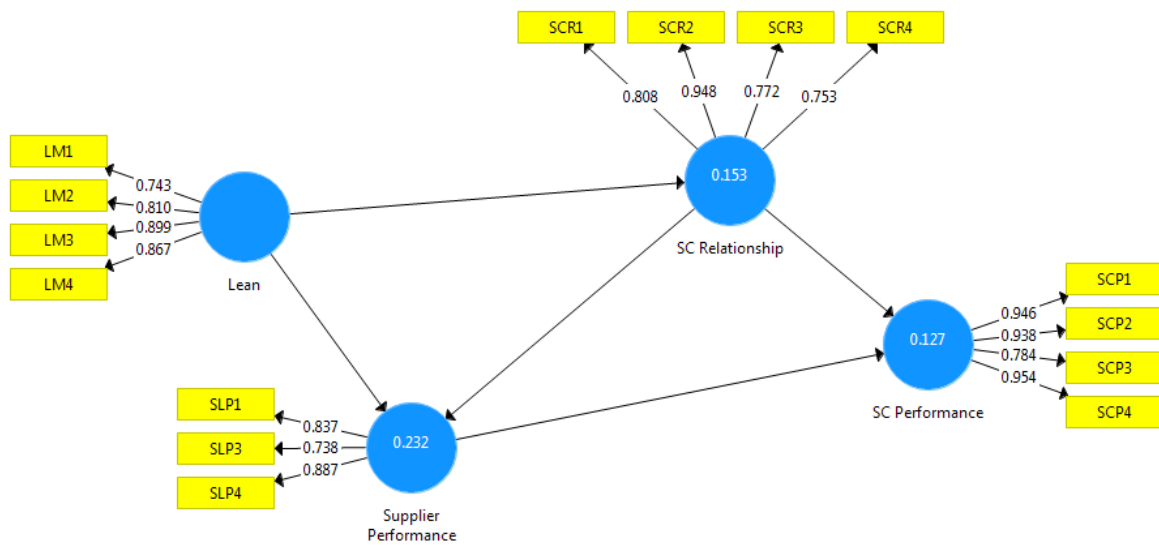 SCR1
SCR2
SCR3
SCR4
0.808
0.948
0.772
0.753
LM1
LM2
LM3
LM4
0.743
0.810
0.899
0.867
Lean
0.153
SC Relationship
SCP1
SCP2
SCP3
SCP4
0.946
0.938
0.784
0.954
0.127
SC Performance
SLP1
SLP3
SLP4
0.837
0.738
0.887
0.232
Supplier
Performance